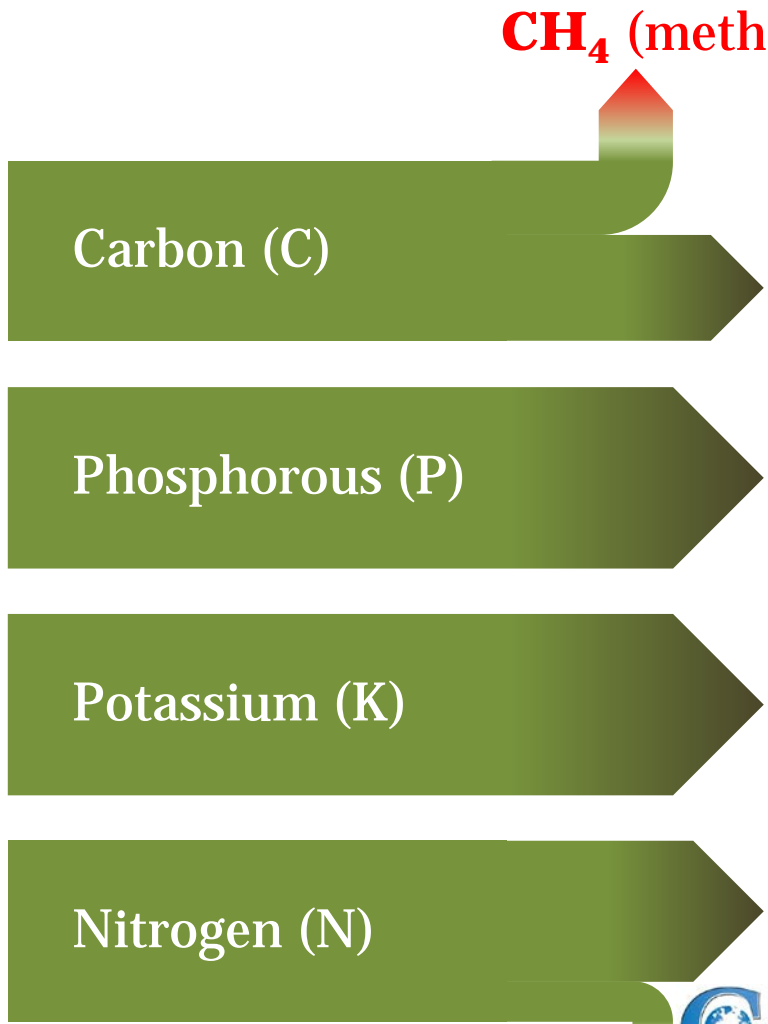 CH₄ (meth
Carbon (C)
Phosphorous (P)
Potassium (K)
Nitrogen (N)